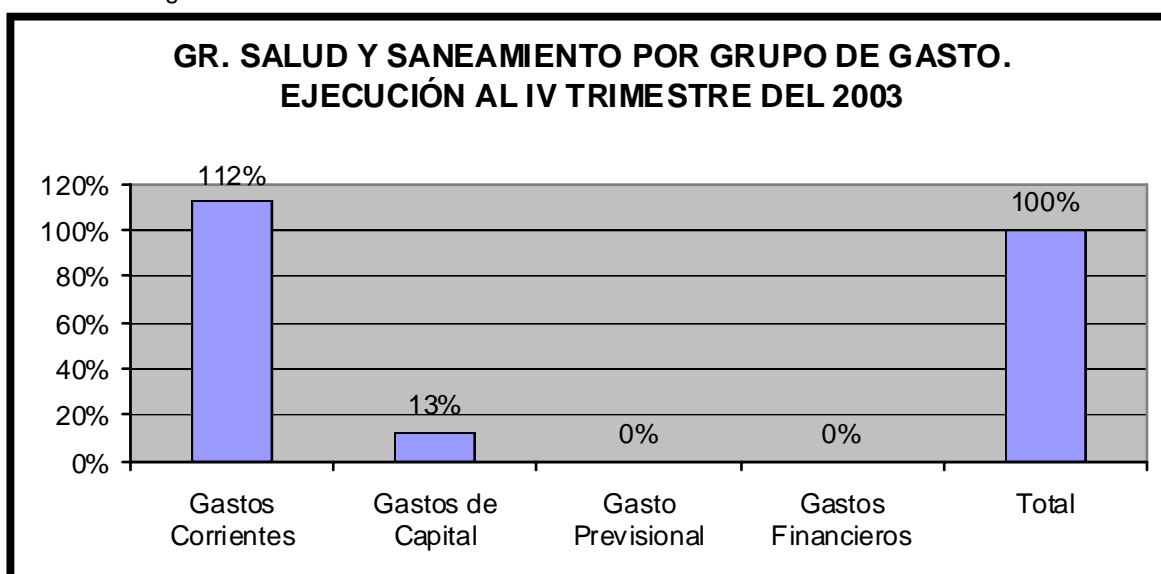 GR. SALUD Y SANEAMIENTO POR GRUPO DE GASTO.
EJECUCIÓN AL IV TRIMESTRE DEL 2003
120%
100%
80%
60%
40%
20%
0%
112%
13%
0%
0%
100%
Gastos
Corrientes
Gastos de
Capital
Gasto
Previsional
Gastos
Financieros
Total